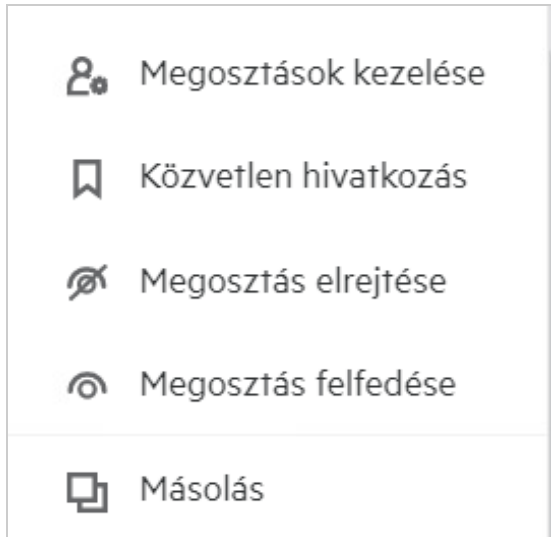 Megosztások kezelése
Közvetlen hivatkozás
Megosztás elrejtése
Megosztás felfedése
Másolás